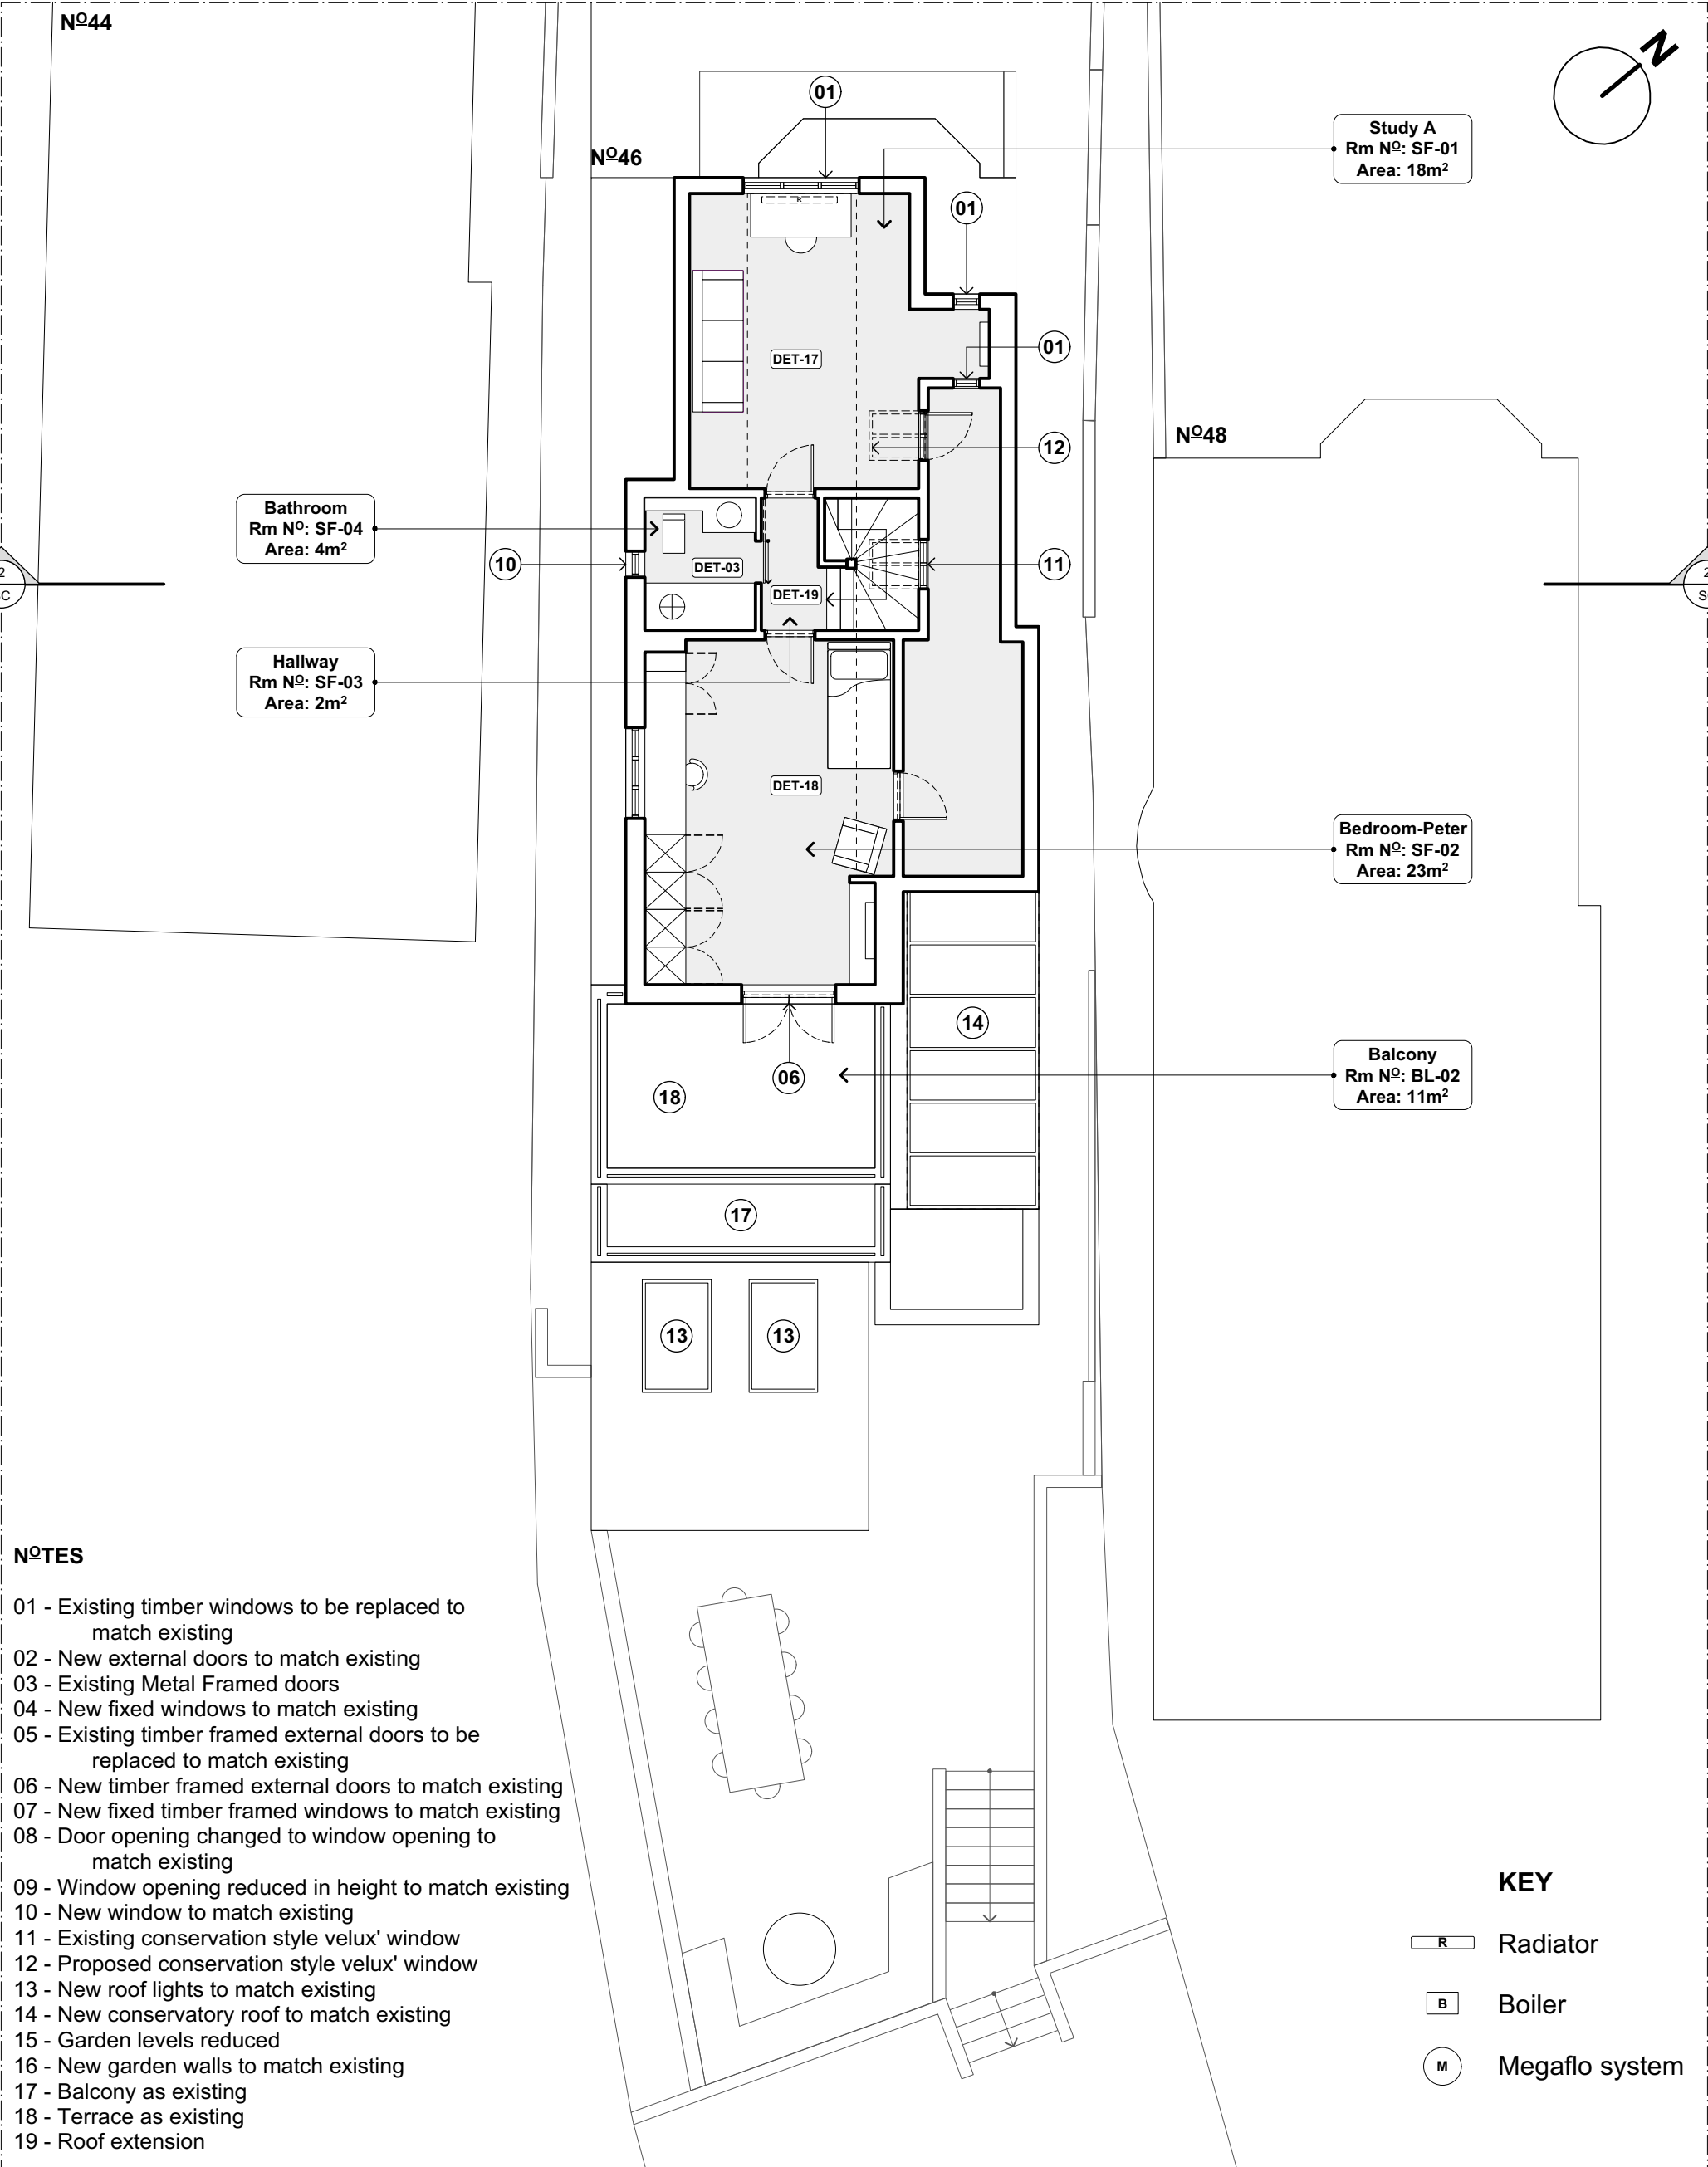 NO44
N
01
Study A
Rm NO: SF-01
Area: 18m2
NO46
01
DET-17
01
NO48
12
Bathroom
Rm NO: SF-04
Area: 4m2
10
DET-03
11
2
C
2
S
DET-19
Hallway
Rm NO: SF-03
Area: 2m2
DET-18
Bedroom-Peter
Rm NO: SF-02
Area: 23m2
14
Balcony
Rm NO: BL-02
Area: 11m2
06
18
17
13
13
NOTES
01 - Existing timber windows to be replaced to
match existing
02 - New external doors to match existing
03 - Existing Metal Framed doors
04 - New fixed windows to match existing
05 - Existing timber framed external doors to be
replaced to match existing
06 - New timber framed external doors to match existing
07 - New fixed timber framed windows to match existing
08 - Door opening changed to window opening to
match existing
09 - Window opening reduced in height to match existing
10 - New window to match existing
11 - Existing conservation style velux' window
12 - Proposed conservation style velux' window
13 - New roof lights to match existing
14 - New conservatory roof to match existing
15 - Garden levels reduced
16 - New garden walls to match existing
17 - Balcony as existing
18 - Terrace as existing
19 - Roof extension
KEY
R Radiator
B Boiler
M Megaflo system